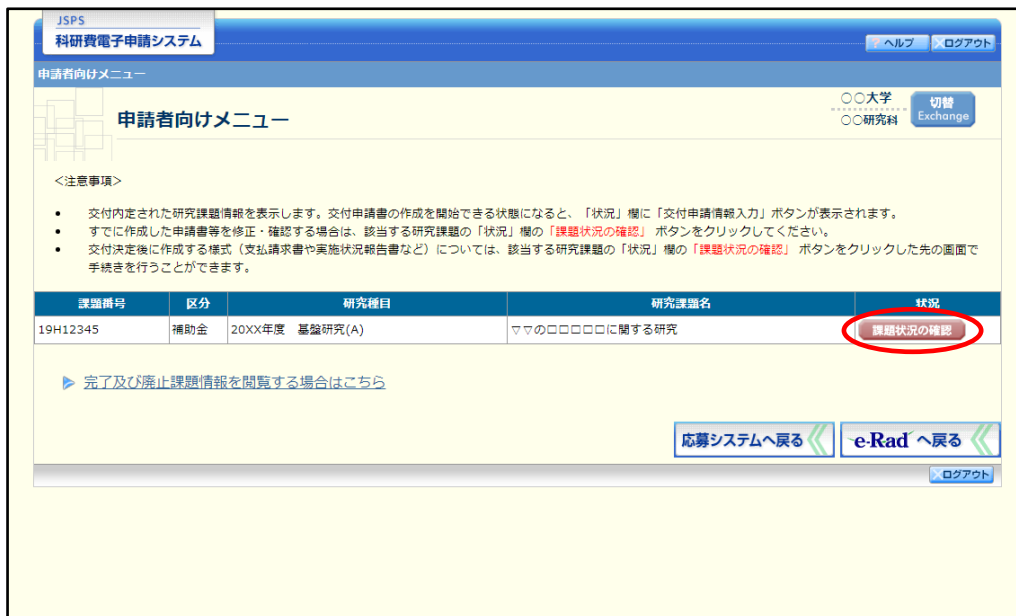 JSPS
科研費電子申請システム
? ヘルプ
ログアウト
申請者向けメニュー
申請者向けメニュー
○○大学
○○研究科
切替
Exchange
<注意事項>
• 交付内定された研究課題情報を表示します。交付申請書の作成を開始できる状態になると、「状況」欄に「交付申請情報入力」ボタンが表示されます。
• すでに作成した申請書等を修正・確認する場合は、該当する研究課題の「状況」欄の「課題状況の確認」 ボタンをクリックしてください。
• 交付決定後に作成する様式（支払請求書や実施状況報告書など）については、該当する研究課題の「状況」欄の「課題状況の確認」 ボタンをクリックした先の画面で
手続きを行うことができます。
課題番号 区分 研究種目 研究課題名 状況
19H12345 補助金 20XX年度 基盤研究(A) ▽▽の□□□□□に関する研究 課題状況の確認
完了及び廃止課題情報を閲覧する場合はこちら
応募システムへ戻る
e-Rad へ戻る
ログアウト